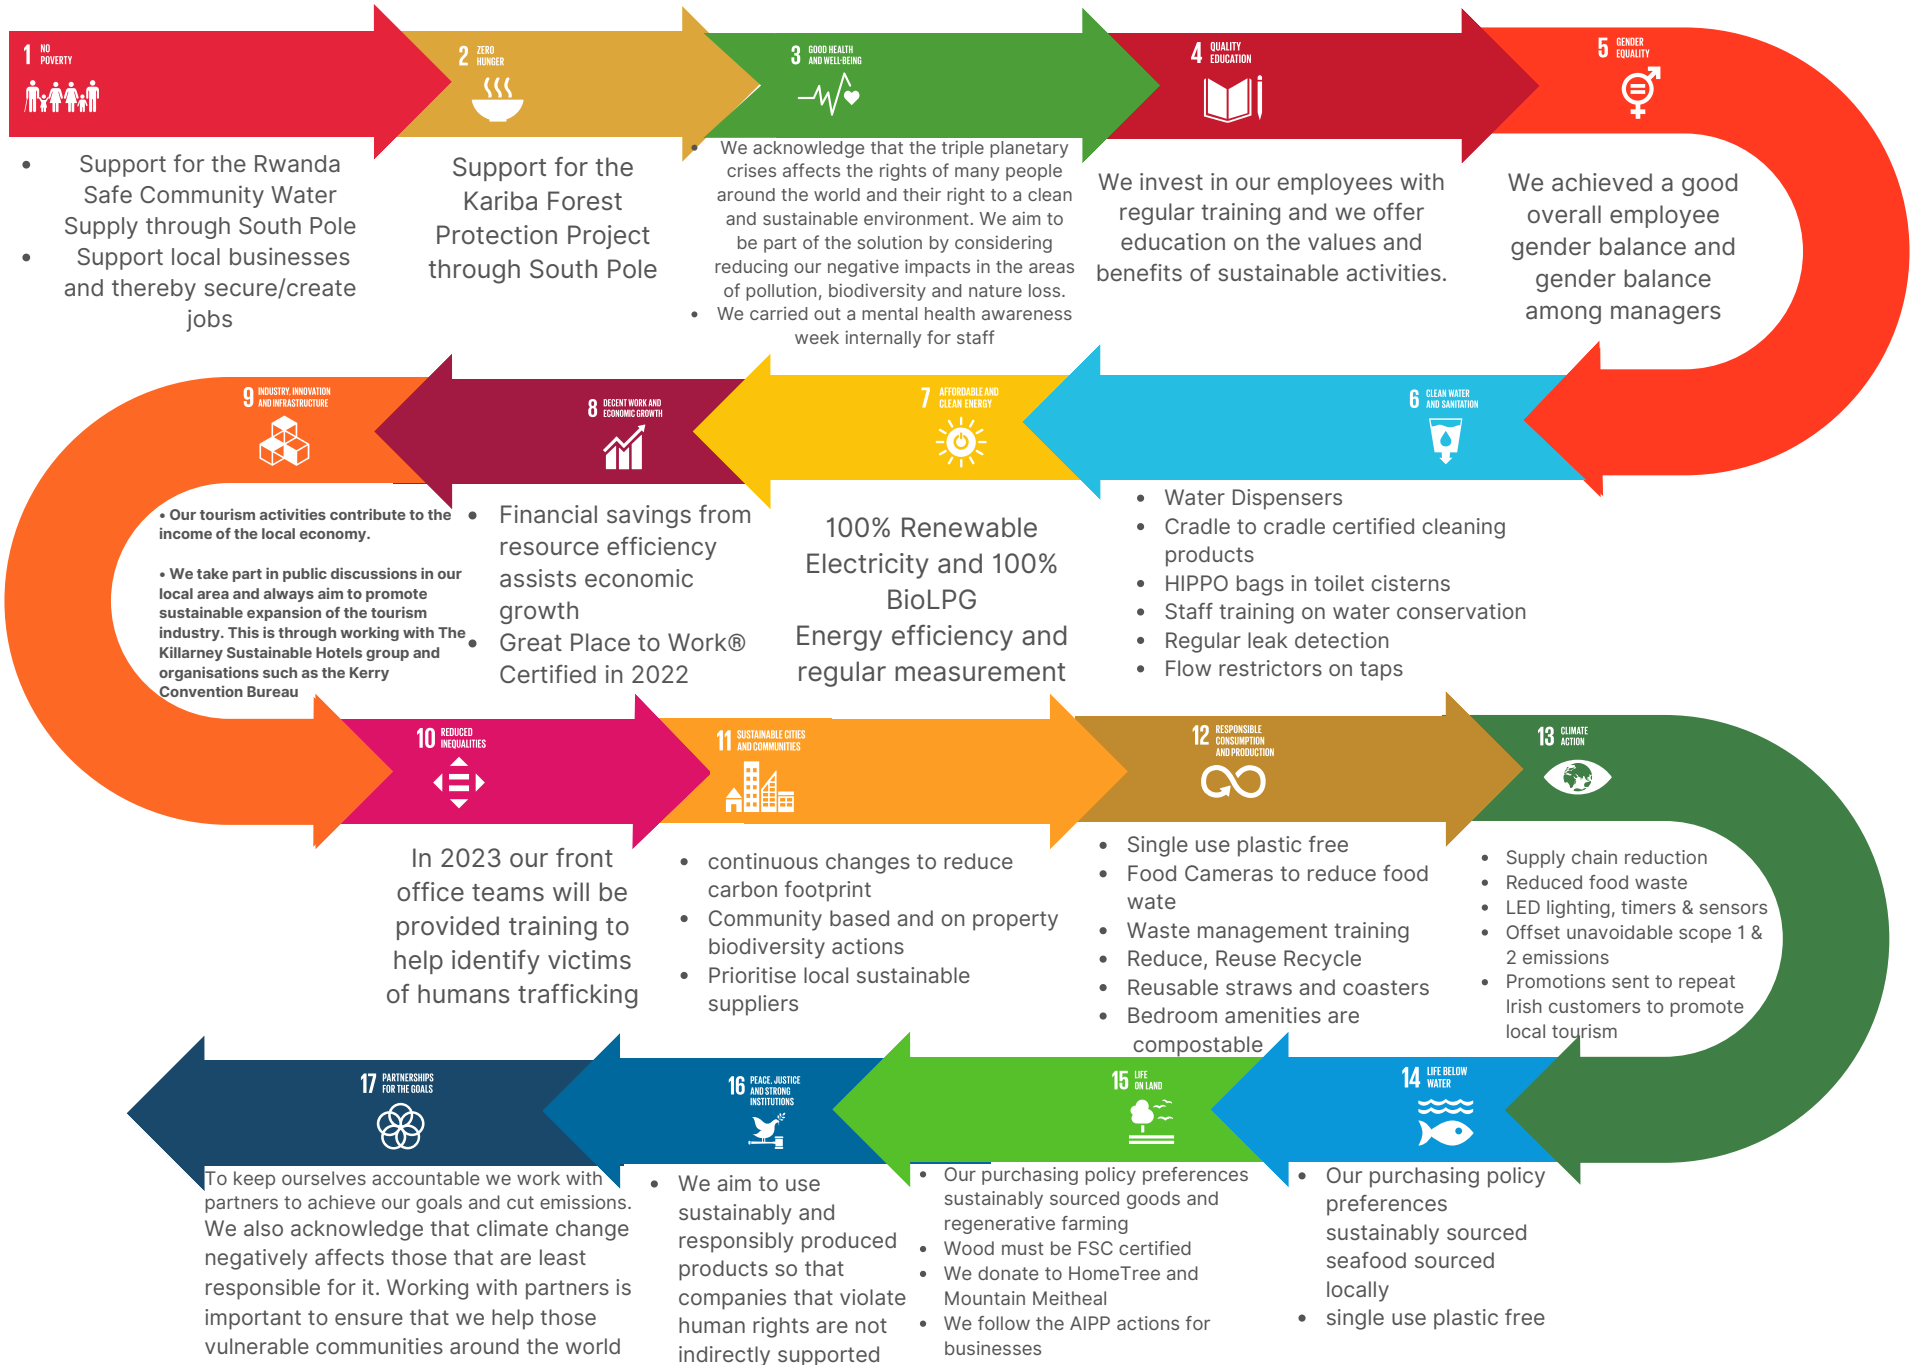 1 NO
POVERTY
• Support for the Rwanda
Safe Community Water
Supply through South Pole
• Support local businesses
and thereby secure/create
jobs
2 ZERO
HUNGER
Support for the
Kariba Forest
Protection Project
through South Pole
3 GOOD HEALTH
AND WELL-BEING
• We acknowledge that the triple planetary
crises affects the rights of many people
around the world and their right to a clean
and sustainable environment. We aim to
be part of the solution by considering
reducing our negative impacts in the areas
of pollution, biodiversity and nature loss.
• We carried out a mental health awareness
week internally for staff
4 QUALITY
EDUCATION
We invest in our employees with
regular training and we offer
education on the values and
benefits of sustainable activities.
5 GENDER
EQUALITY
We achieved a good
overall employee
gender balance and
gender balance
among managers
6 CLEAN WATER
AND SANITATION
• Water Dispensers
• Cradle to cradle certified cleaning
products
• HIPPO bags in toilet cisterns
• Staff training on water conservation
• Regular leak detection
• Flow restrictors on taps
7 AFFORDABLE AND
CLEAN ENERGY
100% Renewable
Electricity and 100%
BioLPG
Energy efficiency and
regular measurement
8 DECENT WORK AND
ECONOMIC GROWTH
• Financial savings from
resource efficiency
assists economic
growth
• Great Place to Work®
Certified in 2022
9 INDUSTRY, INNOVATION
AND INFRASTRUCTURE
• Our tourism activities contribute to the
income of the local economy.
• We take part in public discussions in our
local area and always aim to promote
sustainable expansion of the tourism
industry. This is through working with The
Killarney Sustainable Hotels group and
organisations such as the Kerry
Convention Bureau
10 REDUCED
INEQUALITIES
In 2023 our front
office teams will be
provided training to
help identify victims
of humans trafficking
11 SUSTAINABLE CITIES
AND COMMUNITIES
• continuous changes to reduce
carbon footprint
• Community based and on property
biodiversity actions
• Prioritise local sustainable
suppliers
12 RESPONSIBLE
CONSUMPTION
AND PRODUCTION
• Single use plastic free
• Food Cameras to reduce food
wate
• Waste management training
• Reduce, Reuse Recycle
• Reusable straws and coasters
• Bedroom amenities are
compostable
13 CLIMATE
ACTION
• Supply chain reduction
• Reduced food waste
• LED lighting, timers & sensors
• Offset unavoidable scope 1 &
2 emissions
• Promotions sent to repeat
Irish customers to promote
local tourism
14 LIFE BELOW
WATER
• Our purchasing policy
preferences
sustainably sourced
seafood sourced
locally
• single use plastic free
15 LIFE
ON LAND
• Our purchasing policy preferences
sustainably sourced goods and
regenerative farming
• Wood must be FSC certified
• We donate to HomeTree and
Mountain Meitheal
• We follow the AIPP actions for
businesses
16 PEACE, JUSTICE
AND STRONG
INSTITUTIONS
• We aim to use
sustainably and
responsibly produced
products so that
companies that violate
human rights are not
indirectly supported
17 PARTNERSHIPS
FOR THE GOALS
To keep ourselves accountable we work with
partners to achieve our goals and cut emissions.
We also acknowledge that climate change
negatively affects those that are least
responsible for it. Working with partners is
important to ensure that we help those
vulnerable communities around the world